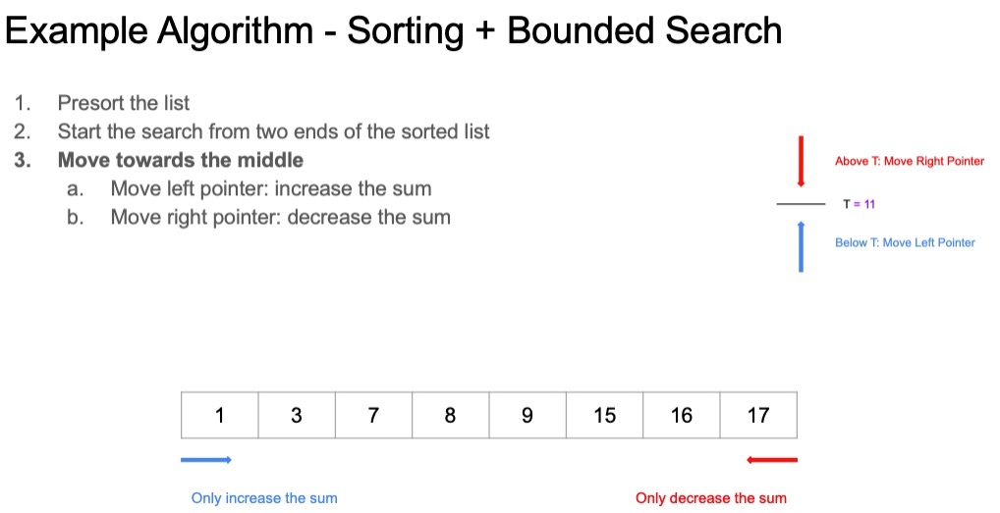 Example Algorithm - Sorting + Bounded Search
1. Presort the list
2. Start the search from two ends of the sorted list
3. Move towards the middle
a. Move left pointer: increase the sum
b. Move right pointer: decrease the sum
Above T: Move Right Pointer
T = 11
Below T: Move Left Pointer
1 3 7 8 9 15 16 17
Only increase the sum
Only decrease the sum